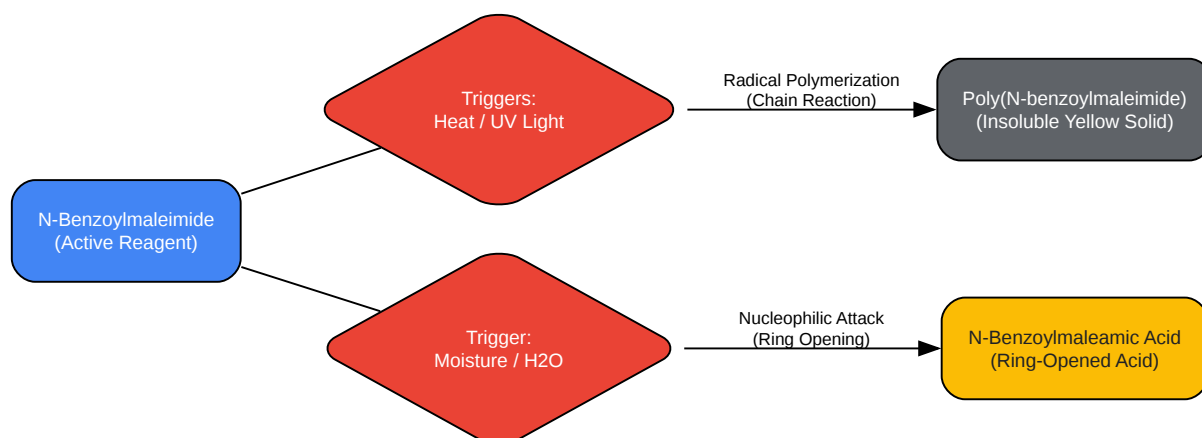 Triggers:
Heat / UV Light
Radical Polymerization
(Chain Reaction)
Poly(N-benzoylmaleimide)
(Insoluble Yellow Solid)
N-Benzoylmaleimide
(Active Reagent)
Trigger:
Moisture / H2O
Nucleophilic Attack
(Ring Opening)
N-Benzoylmaleamic Acid
(Ring-Opened Acid)